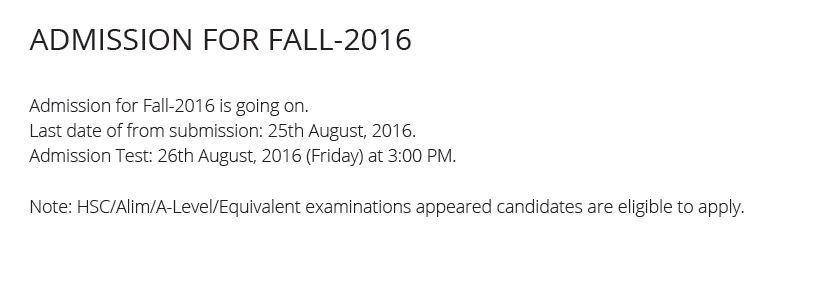 ADMISSION FOR FALL-2016
Admission for Fall-2016 is going on.
Last date of from submission: 25th August, 2016.
Admission Test: 26th August, 2016 (Friday) at 3:00 PM.
Note: HSC/Alim/A-Level/Equivalent examinations appeared candidates are eligible to apply.